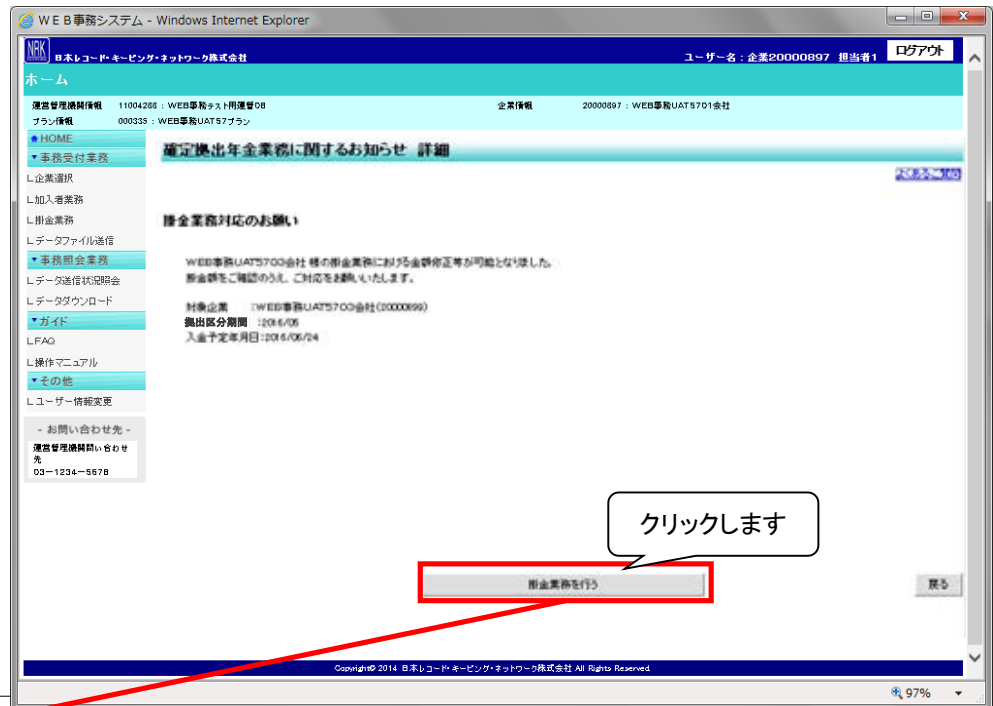 WEB事務システム - Windows Internet Explorer
NRK 日本レコード・キーピング・ネットワーク株式会社 ユーザー名：企業20000897 担当者1 ログアウト
ホーム
運営管理機関情報 11004286：WEB事務テスト用運管08 企業情報 20000897：WEB事務UAT5701会社
プラン情報 000335：WEB事務UAT57プラン
HOME
▼事務受付業務
確定拠出年金業務に関するお知らせ 詳細
よくあるご質問
L企業選択
L加入者業務
L掛金業務
Lデータファイル送信
▼事務照会業務
Lデータ送信状況照会
Lデータダウンロード
▼ガイド
LFAQ
L操作マニュアル
▼その他
Lユーザー情報変更
- お問い合わせ先 -
運営管理機関問い合わせ
先
03－1234－5678
掛金業務対応のお願い
WEB事務UAT5700会社 様の掛金業務における金額修正等が可能となりました。
掛金額をご確認のうえ、ご対応をお願いいたします。
対象企業 ：WEB事務UAT5700会社(20000899)
拠出区分期間 ：2016/05
入金予定年月日：2016/06/24
クリックします
掛金業務を行う
戻る
Copyright© 2014 日本レコード・キーピング・ネットワーク株式会社 All Rights Reserved.
97%